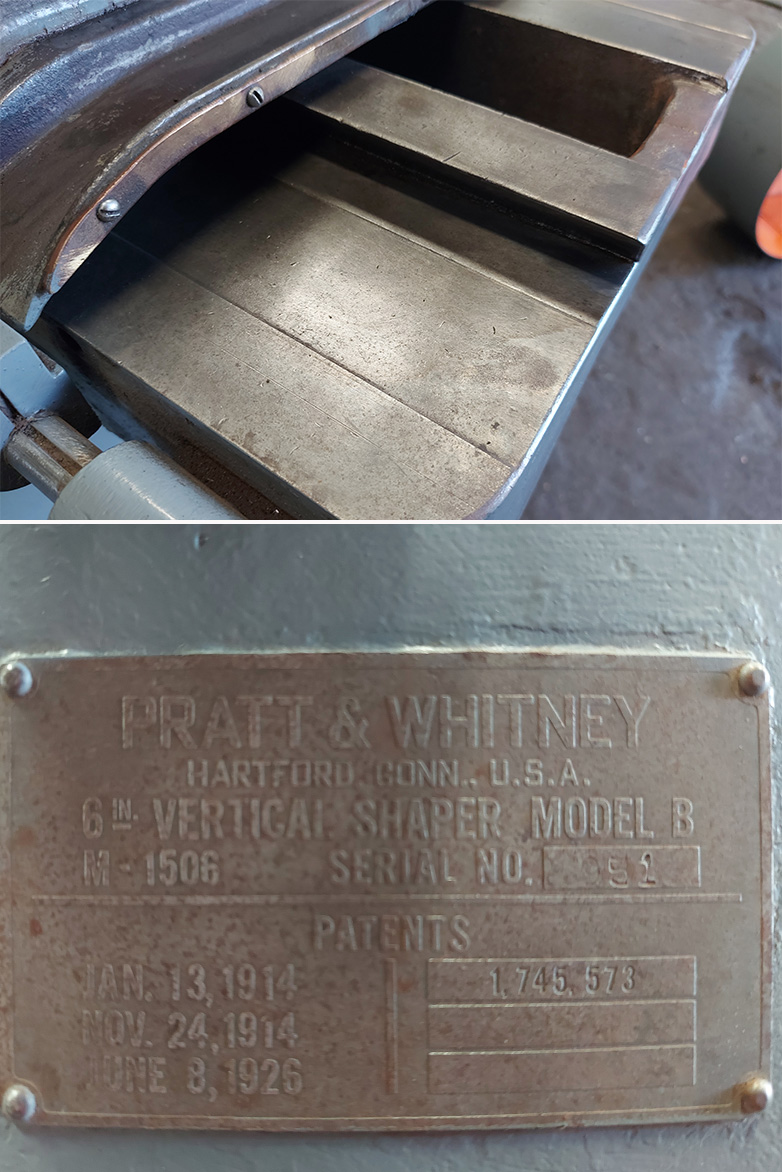 PRATT & WHITNEY
HARTFORD. CONN., U.S.A.
6 IN. VERTICAL SHAPER MODEL B
M-1506 SERIAL NO.
PATENTS
JAN. 13, 1914 1,745,573
NOV. 24, 1914
JUNE 8, 1926